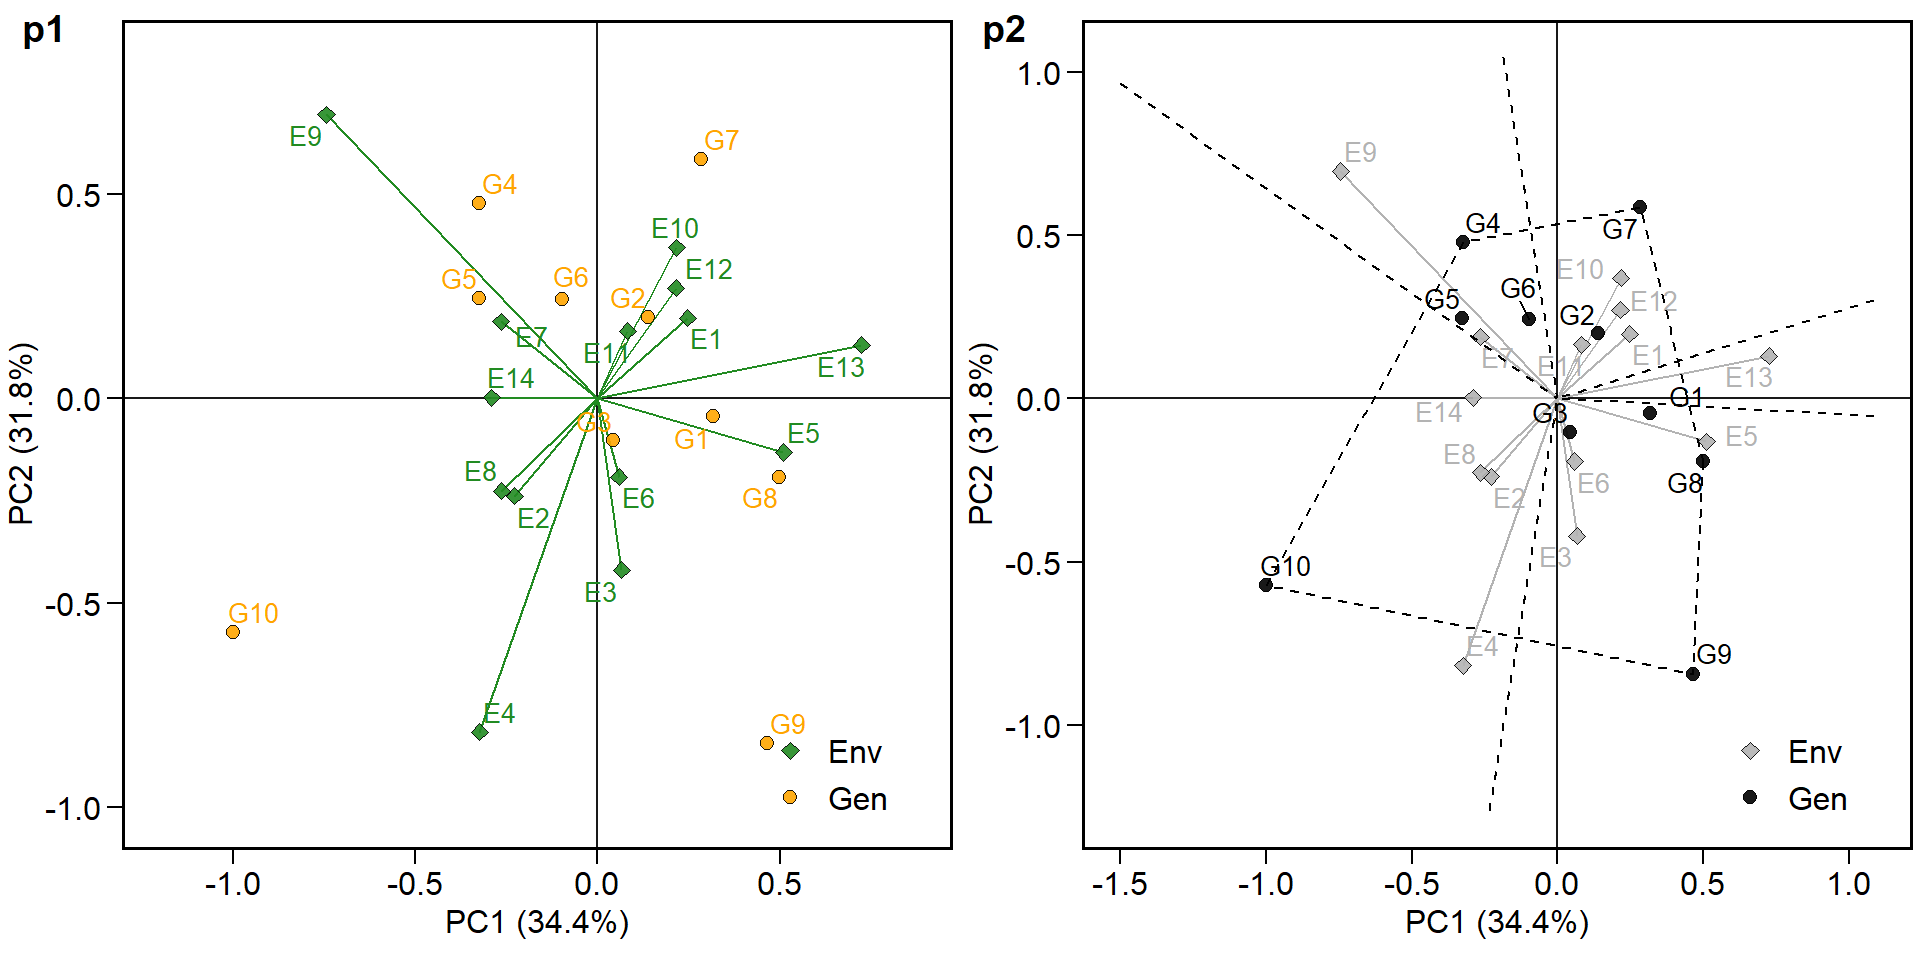 p1
E9
G7
G4
E10
E12
G5
G6
G2
E7
E11
E1
E13
E14
G3
G1
E5
E8
E2
E6
G8
E3
G10
E4
G9
Env
Gen
0.5
0.0
-0.5
-1.0
PC2 (31.8%)
-1.0
-0.5
0.0
0.5
PC1 (34.4%)
p2
E9
G4
G7
E10
G6
G5
E12
G2
E7
E11
E1
E13
E14
G3
G1
E5
E8
E2
E6
G8
E3
G10
E4
G9
Env
Gen
1.0
0.5
0.0
-0.5
-1.0
PC2 (31.8%)
-1.5
-1.0
-0.5
0.0
0.5
1.0
PC1 (34.4%)